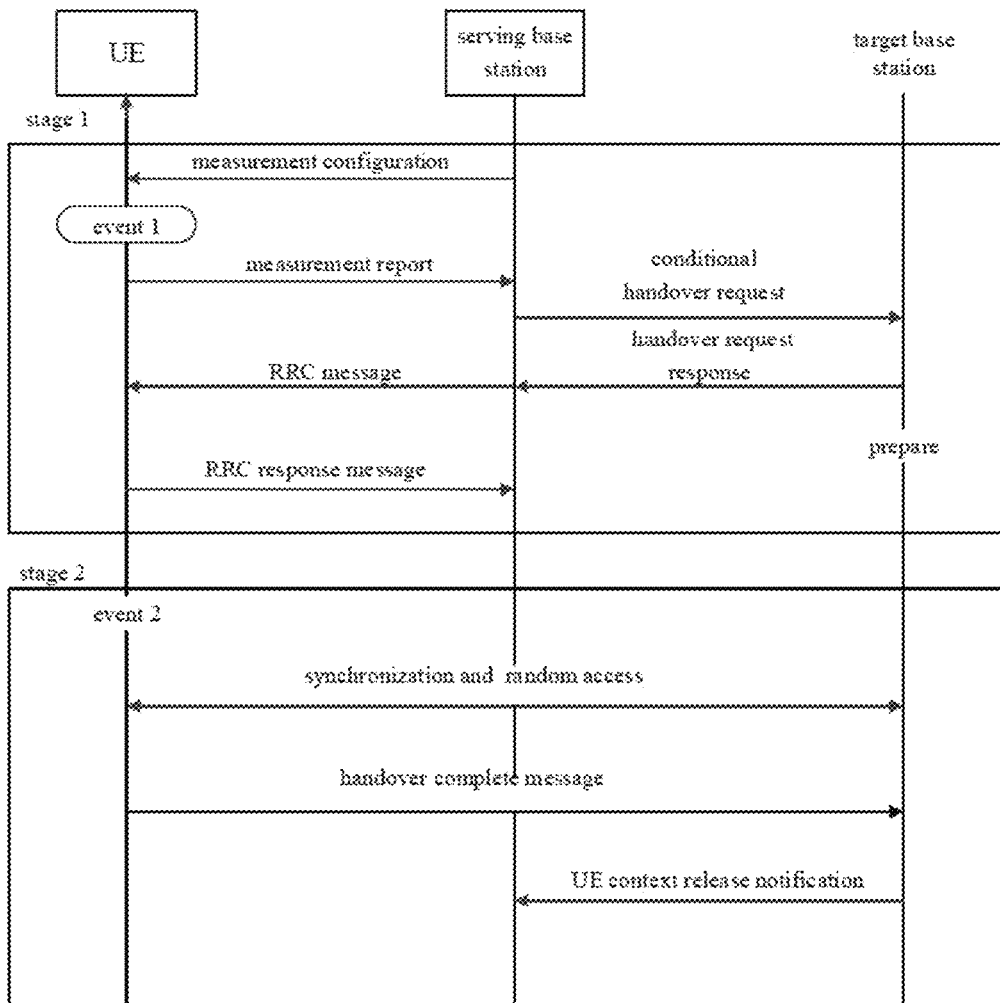 UE
serving base
station
target base
station
stage 1
measurement configuration
event 1
measurement report
conditional
handover request
handover request
response
RRC message
prepare
RRC response message
stage 2
event 2
synchronization and random access
handover complete message
UE context release notification